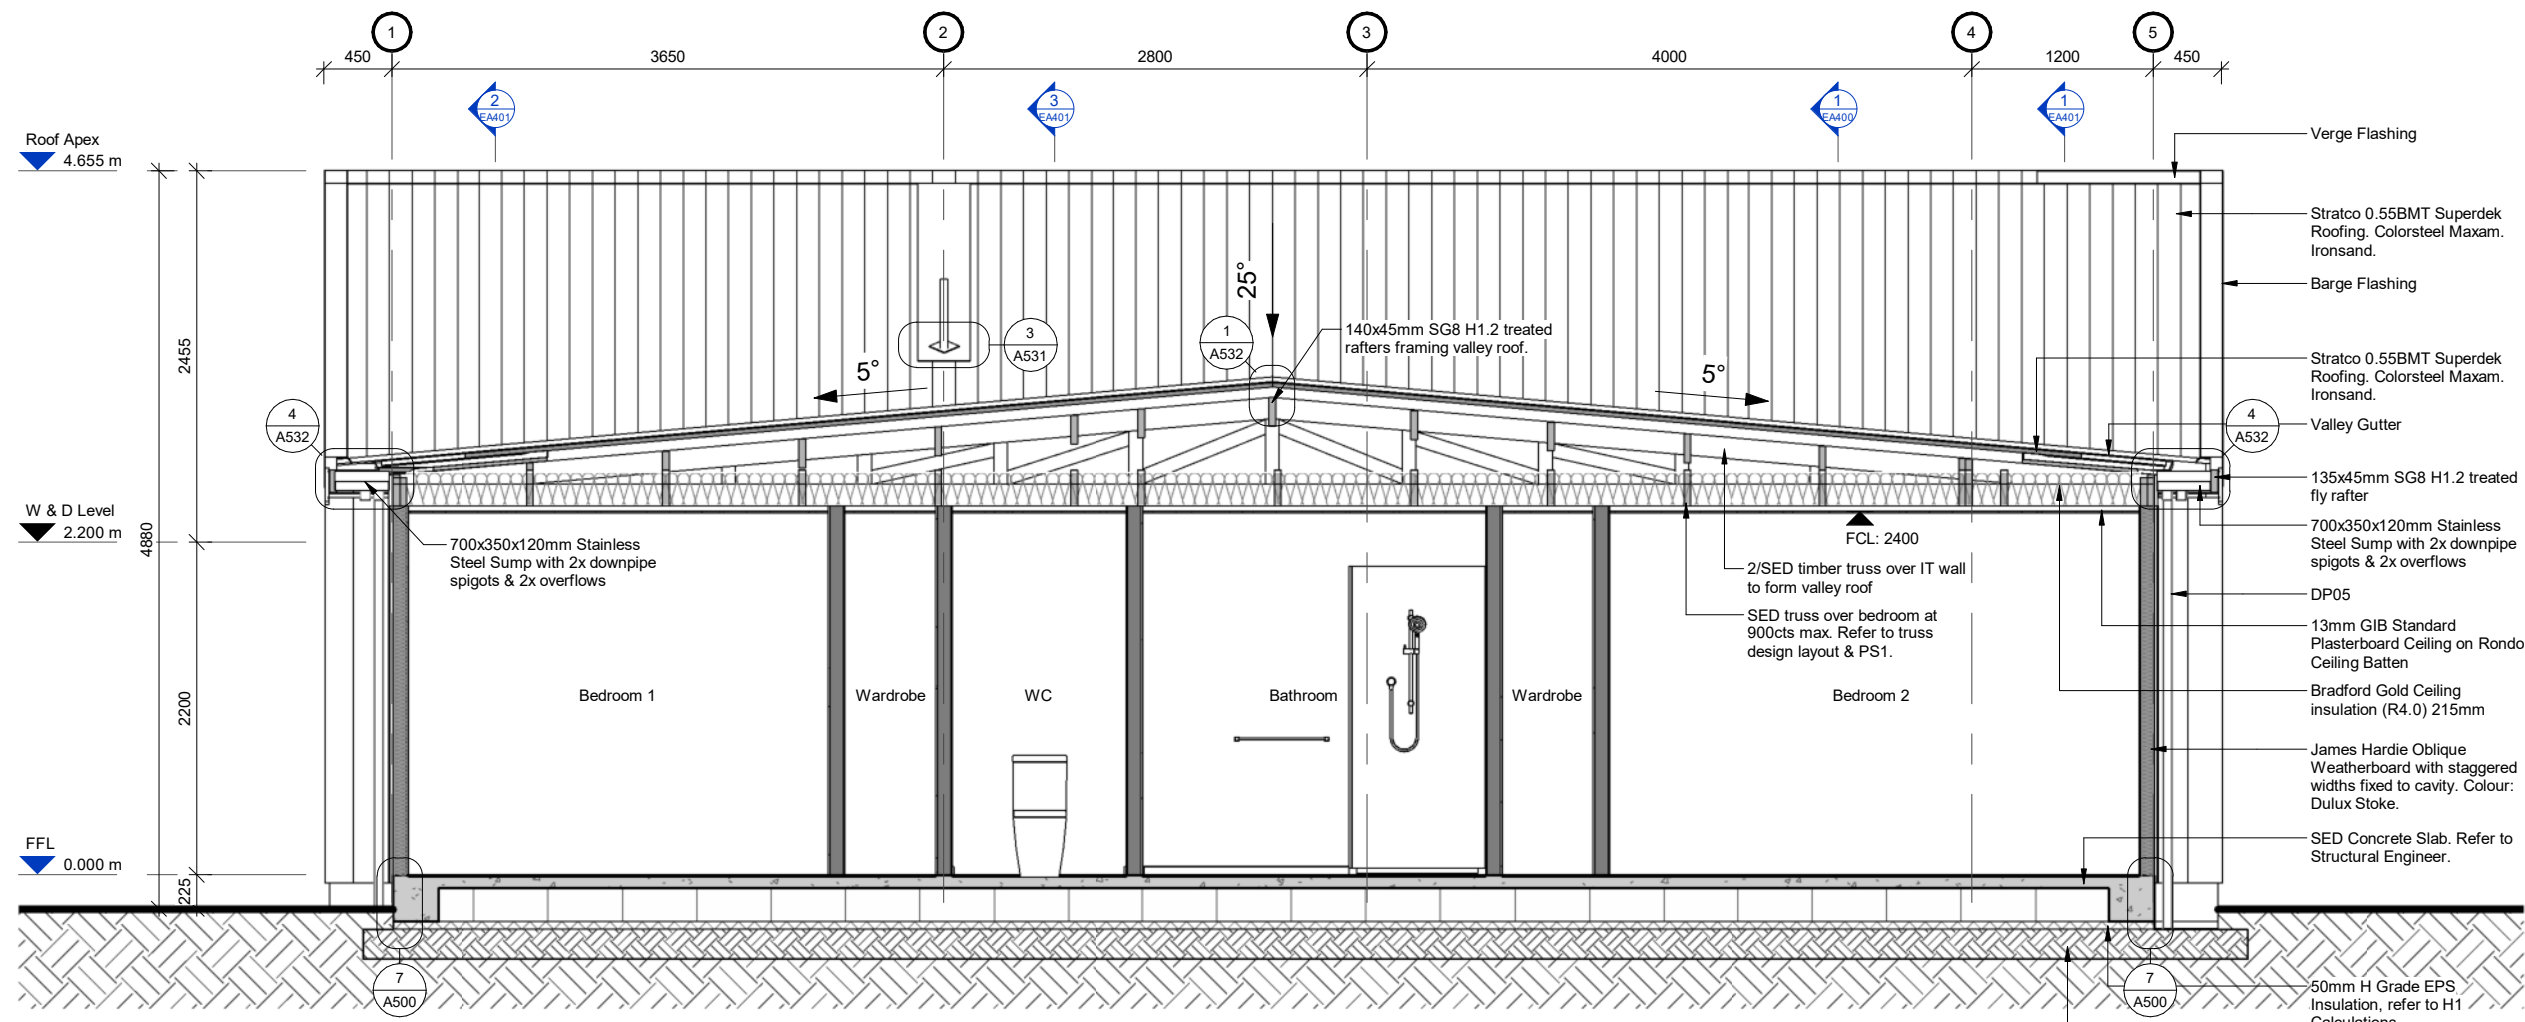 1
2
3
4
5
450
3650
2800
4000
1200
450
2
EA401
3
EA401
1
EA400
1
EA401
Roof Apex
4.655 m
Verge Flashing
Stratco 0.55BMT Superdek
Roofing. Colorsteel Maxam.
Ironsand.
Barge Flashing
25°
1
A532
140x45mm SG8 H1.2 treated
rafters framing valley roof.
3
A531
2455
5°
5°
Stratco 0.55BMT Superdek
Roofing. Colorsteel Maxam.
Ironsand.
4
A532
4
A532
Valley Gutter
135x45mm SG8 H1.2 treated
fly rafter
W & D Level
2.200 m
4880
700x350x120mm Stainless
Steel Sump with 2x downpipe
spigots & 2x overflows
FCL: 2400
700x350x120mm Stainless
Steel Sump with 2x downpipe
spigots & 2x overflows
2/SED timber truss over IT wall
to form valley roof
DP05
SED truss over bedroom at
900cts max. Refer to truss
design layout & PS1.
13mm GIB Standard
Plasterboard Ceiling on Rondo
Ceiling Batten
2200
Bedroom 1
Wardrobe
WC
Bathroom
Wardrobe
Bedroom 2
Bradford Gold Ceiling
insulation (R4.0) 215mm
James Hardie Oblique
Weatherboard with staggered
widths fixed to cavity. Colour:
Dulux Stoke.
FFL
0.000 m
SED Concrete Slab. Refer to
Structural Engineer.
225
7
A500
7
A500
50mm H Grade EPS
Insulation, refer to H1
Calculations